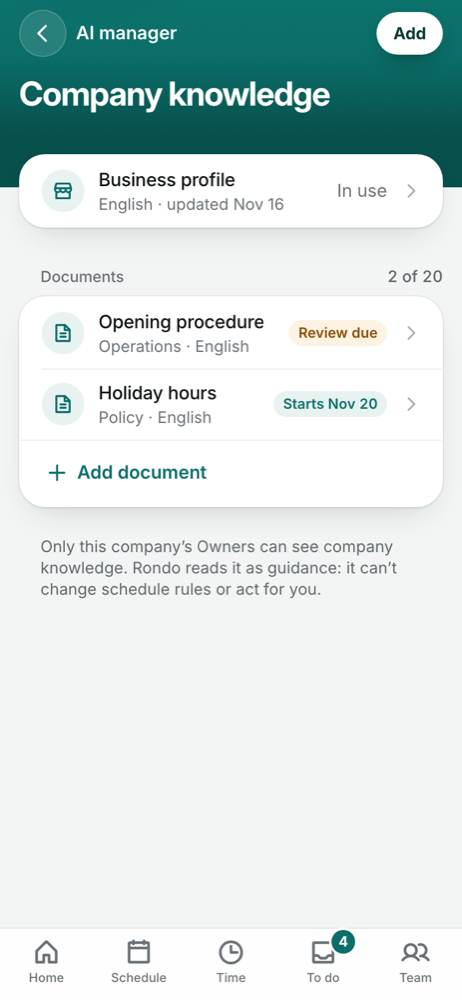 AI manager
Add
Company knowledge
Business profile
In use
English · updated Nov 16
Documents
2 of 20
Opening procedure
Review due
Operations · English
Holiday hours
Starts Nov 20
Policy · English
Add document
Only this company’s Owners can see company
knowledge. Rondo reads it as guidance: it can’t
change schedule rules or act for you.
4
Home
Schedule
Time
To do
Team